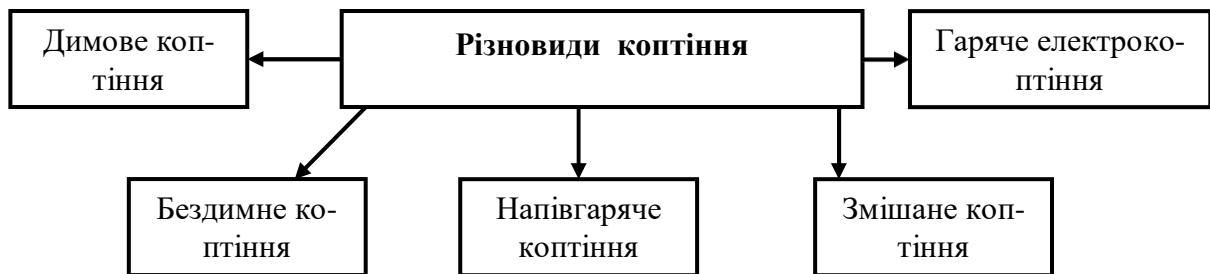 Димове коп-
тіння
Різновиди коптіння
Гаряче електроко-
птіння
Бездимне ко-
птіння
Напівгаряче
коптіння
Змішане коп-
тіння